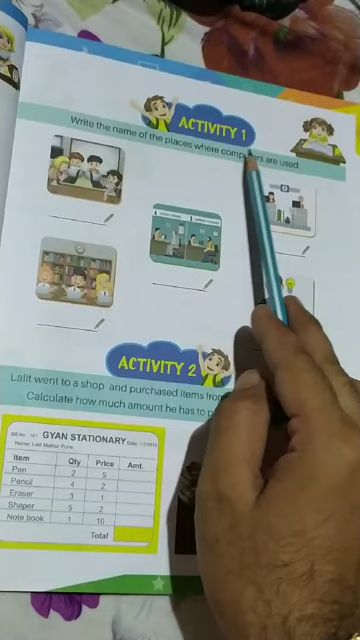 ACTIVITY 1
Write the name of the places where computers are used.
ACTIVITY 2
Lalit went to a shop and purchased items from
Calculate how much amount he has to p
GYAN STATIONARY
Item Qty Price Amt.
Pen 2 5
Pencil 4 2
Eraser 3 1
Shaper 5 2
Note book 1 10
Total